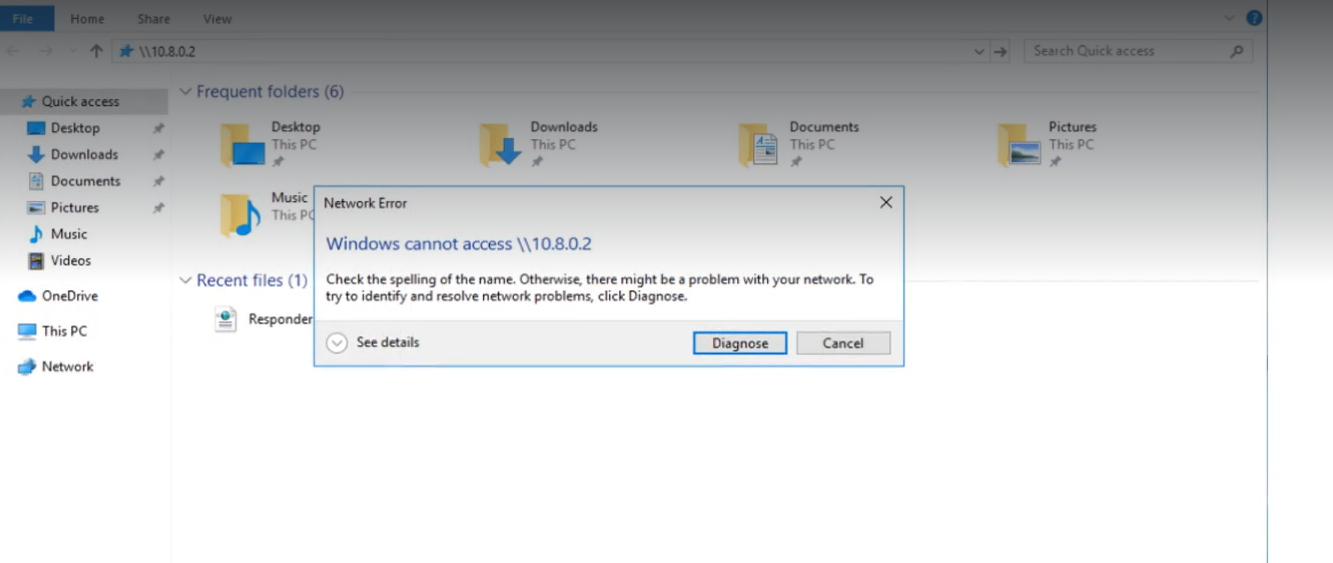 File Home Share View
\\10.8.0.2 Search Quick access
Quick access
Desktop
Downloads
Documents
Pictures
Music
Videos
OneDrive
This PC
Network
Frequent folders (6)
Desktop
This PC
Downloads
This PC
Documents
This PC
Pictures
This PC
Music
This PC
Recent files (1)
Responder
Network Error
Windows cannot access \\10.8.0.2
Check the spelling of the name. Otherwise, there might be a problem with your network. To
try to identify and resolve network problems, click Diagnose.
See details Diagnose Cancel